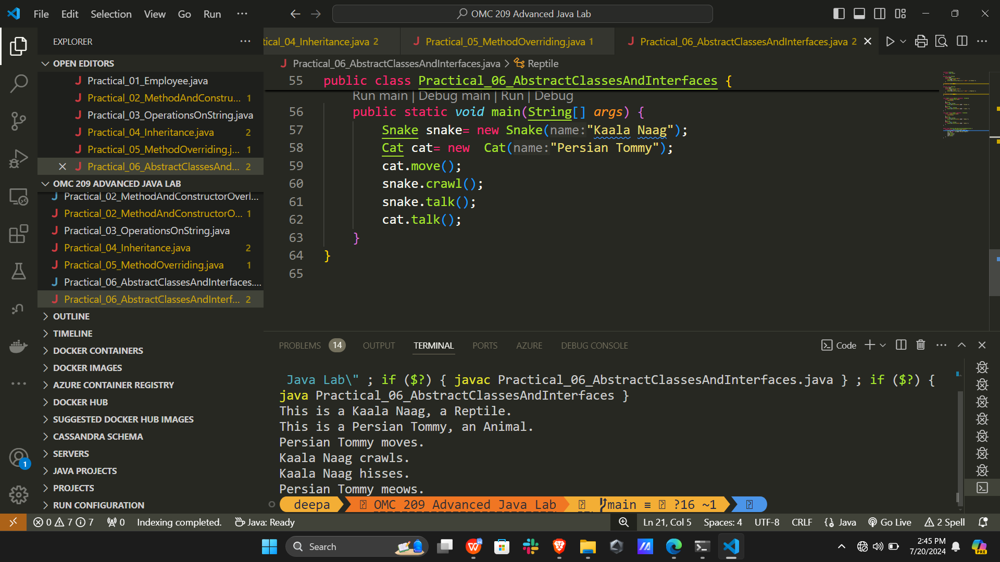 File Edit Selection View Go Run ···
OMC 209 Advanced Java Lab
EXPLORER
OPEN EDITORS
Practical_01_Employee.java
Practical_02_MethodAndConstru... 1
Practical_03_OperationsOnString.java
Practical_04_Inheritance.java 2
Practical_05_MethodOverriding.j... 1
Practical_06_AbstractClassesAnd... 2
OMC 209 ADVANCED JAVA LAB
Practical_02_MethodAndConstructorOverl...
Practical_02_MethodAndConstructorO... 1
Practical_03_OperationsOnString.java
Practical_04_Inheritance.java 2
Practical_05_MethodOverriding.java 1
Practical_06_AbstractClassesAndInterfaces....
Practical_06_AbstractClassesAndInterf... 2
OUTLINE
TIMELINE
DOCKER CONTAINERS
DOCKER IMAGES
AZURE CONTAINER REGISTRY
DOCKER HUB
SUGGESTED DOCKER HUB IMAGES
CASSANDRA SCHEMA
SERVERS
JAVA PROJECTS
PROJECTS
RUN CONFIGURATION
1
tical_04_Inheritance.java 2
Practical_05_MethodOverriding.java 1
Practical_06_AbstractClassesAndInterfaces.java 2
Practical_06_AbstractClassesAndInterfaces.java > Reptile
55 public class Practical_06_AbstractClassesAndInterfaces {
Run main | Debug main | Run | Debug
56 public static void main(String[] args) {
57 Snake snake= new Snake(name:"Kaala Naag");
58 Cat cat= new  Cat(name:"Persian Tommy");
59 cat.move();
60 snake.crawl();
61 snake.talk();
62 cat.talk();
63 }
64 }
65
PROBLEMS 14 OUTPUT TERMINAL PORTS AZURE DEBUG CONSOLE
Code
Java Lab\" ; if ($?) { javac Practical_06_AbstractClassesAndInterfaces.java } ; if ($?) {
java Practical_06_AbstractClassesAndInterfaces }
This is a Kaala Naag, a Reptile.
This is a Persian Tommy, an Animal.
Persian Tommy moves.
Kaala Naag crawls.
Kaala Naag hisses.
Persian Tommy meows.
deepa OMC 209 Advanced Java Lab main ≡ ?16 ~1
0 7 7 0 Indexing completed. Java: Ready
Ln 21, Col 5 Spaces: 4 UTF-8 CRLF Java Go Live 2 Spell
Search
2:45 PM
7/20/2024
PRE